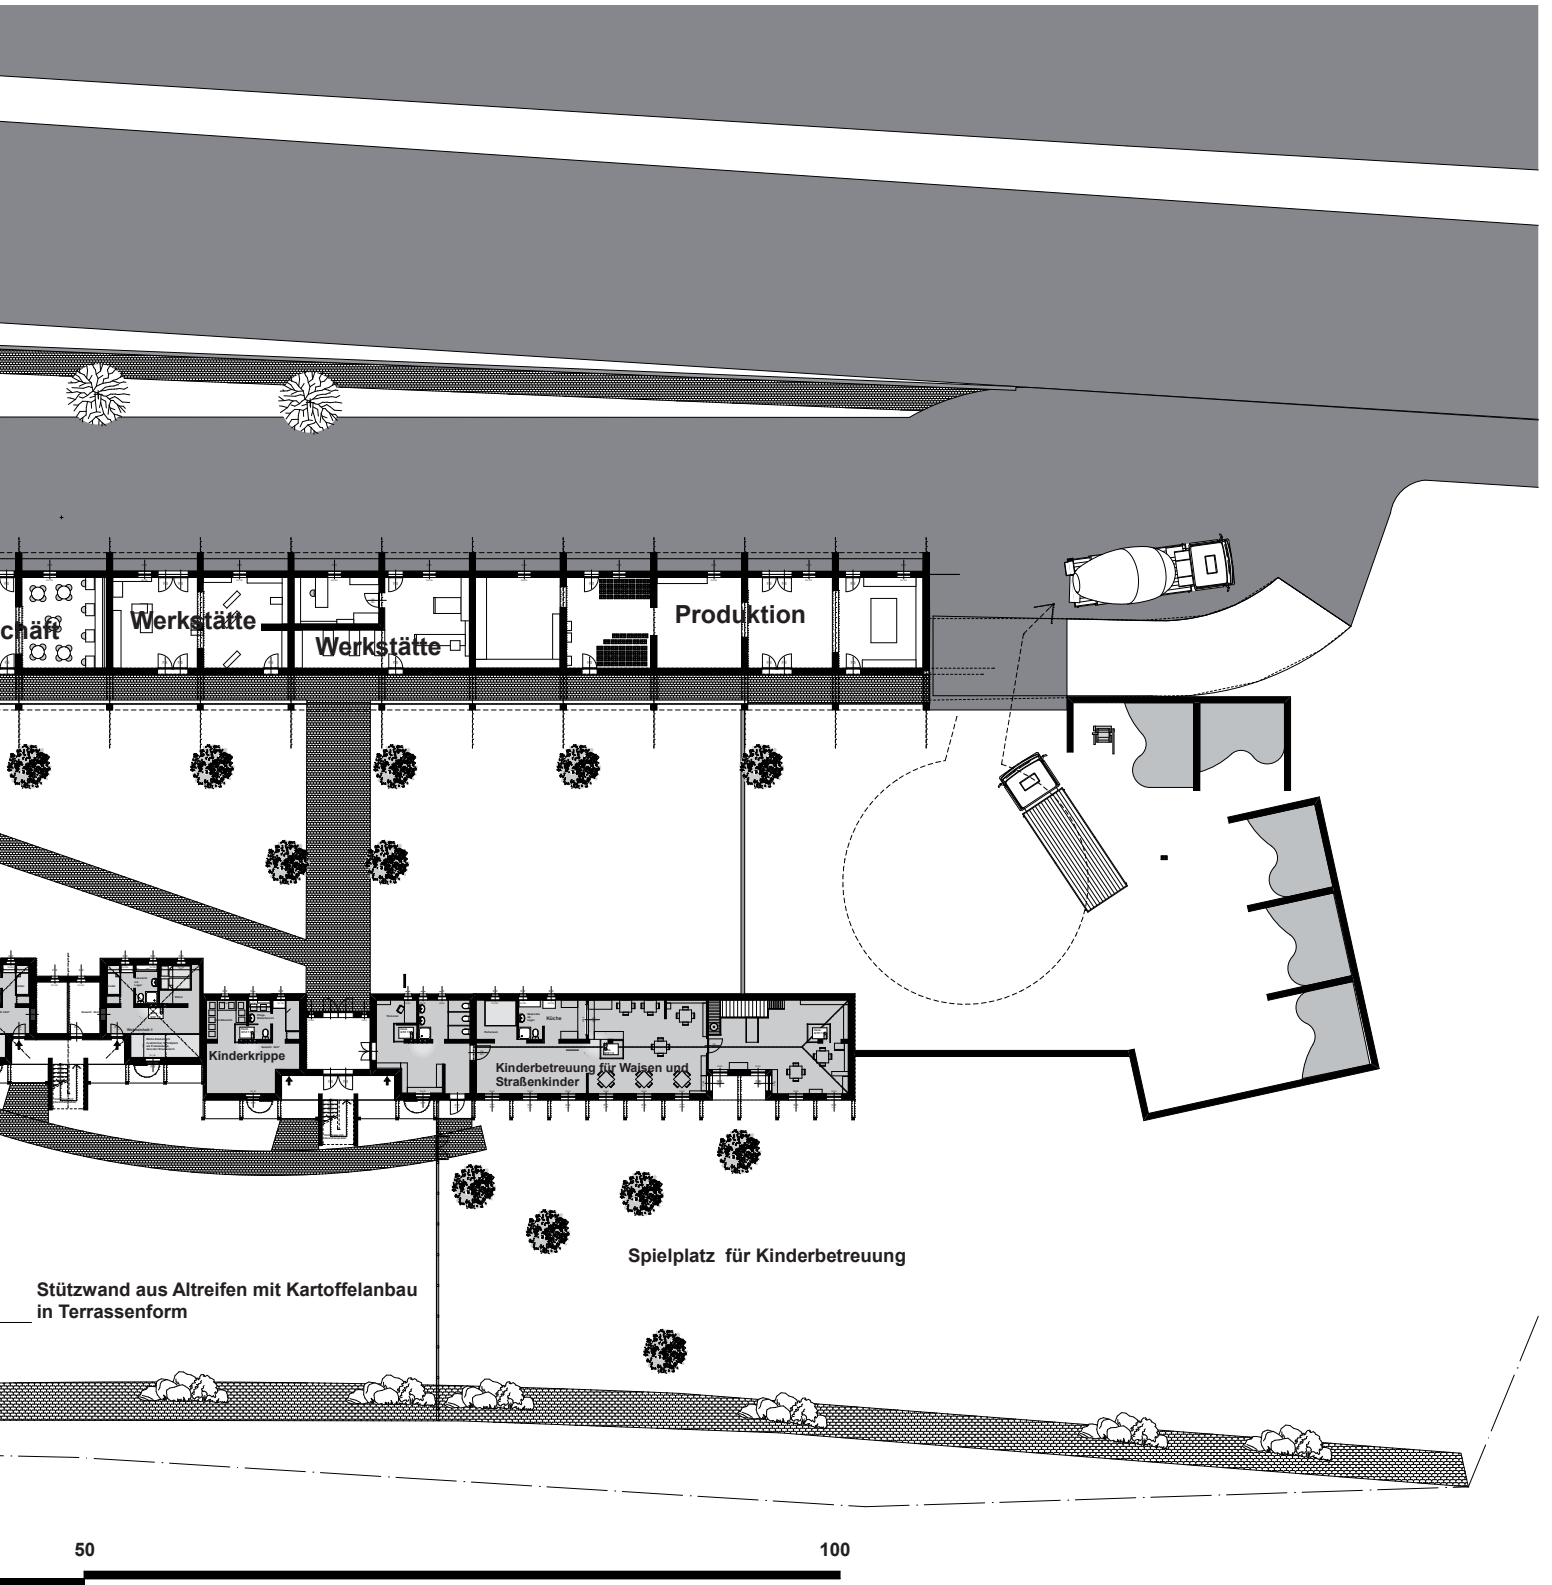 chäft
Werkstätte
Werkstätte
Produktion
Kinderkrippe
Küche
Kinderbetreuung für Waisen und
Straßenkinder
Spielplatz für Kinderbetreuung
Stützwand aus Altreifen mit Kartoffelanbau
in Terrassenform
50
100